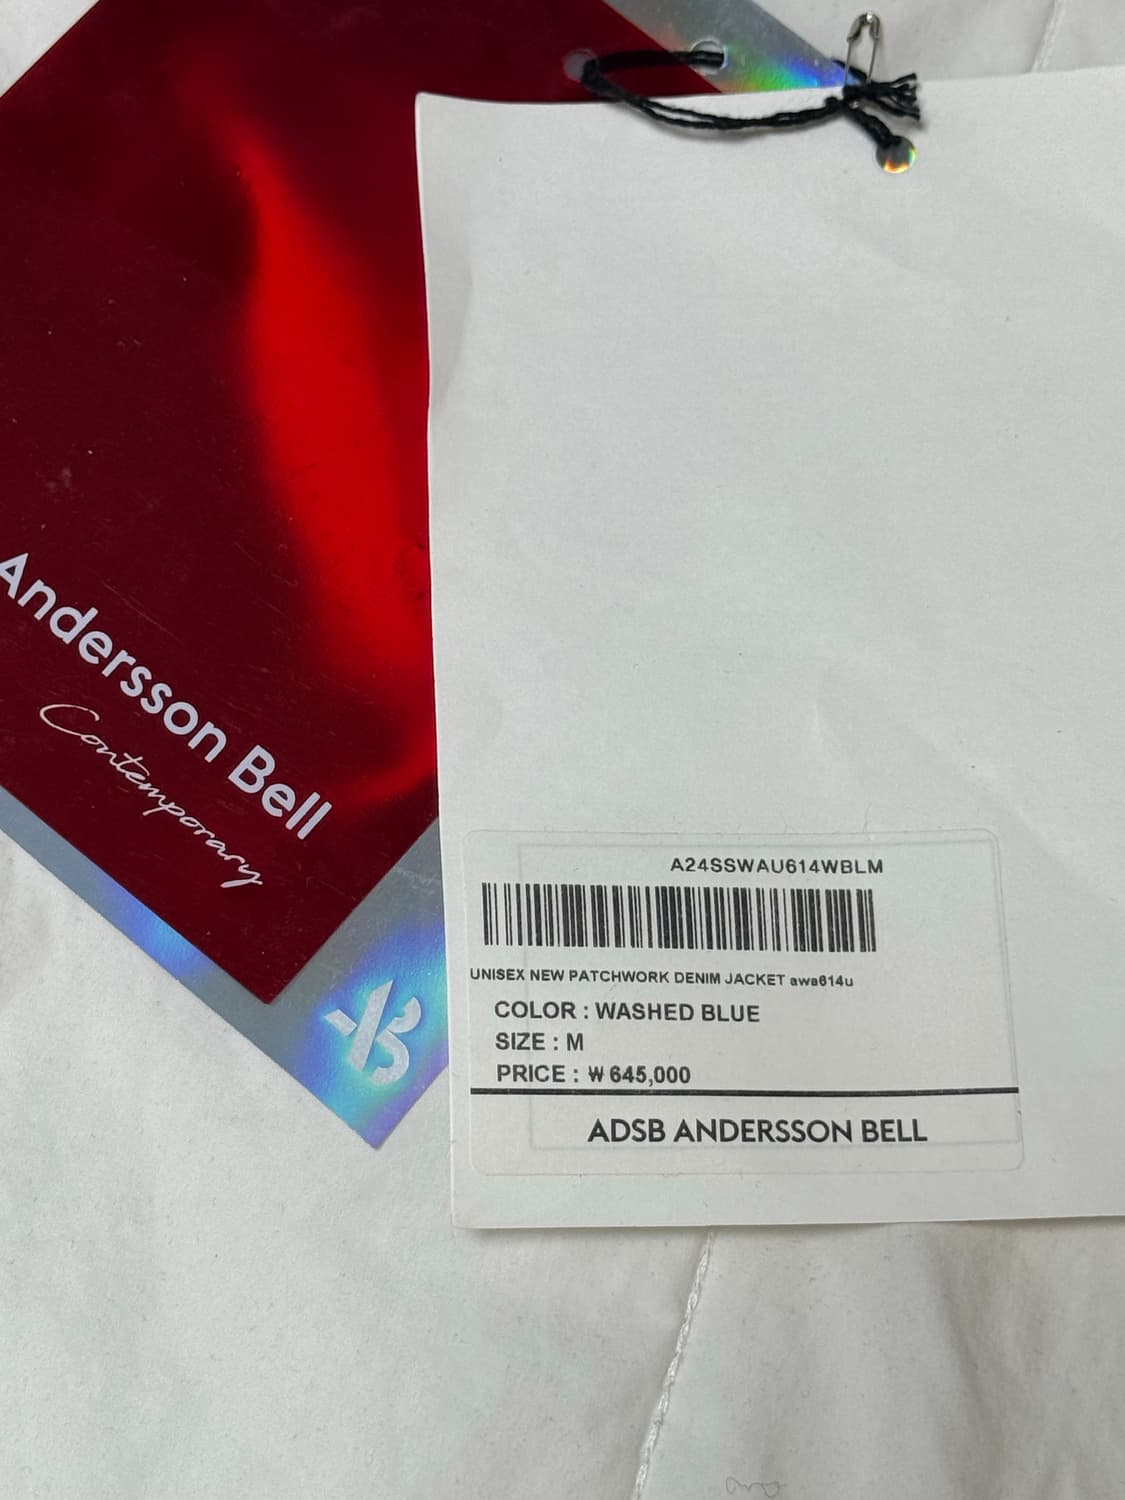 Andersson Bell
Contemporary
A24SSWAU614WBLM
UNISEX NEW PATCHWORK DENIM JACKET awa614u
COLOR : WASHED BLUE
SIZE : M
PRICE : ₩ 645,000
ADSB ANDERSSON BELL